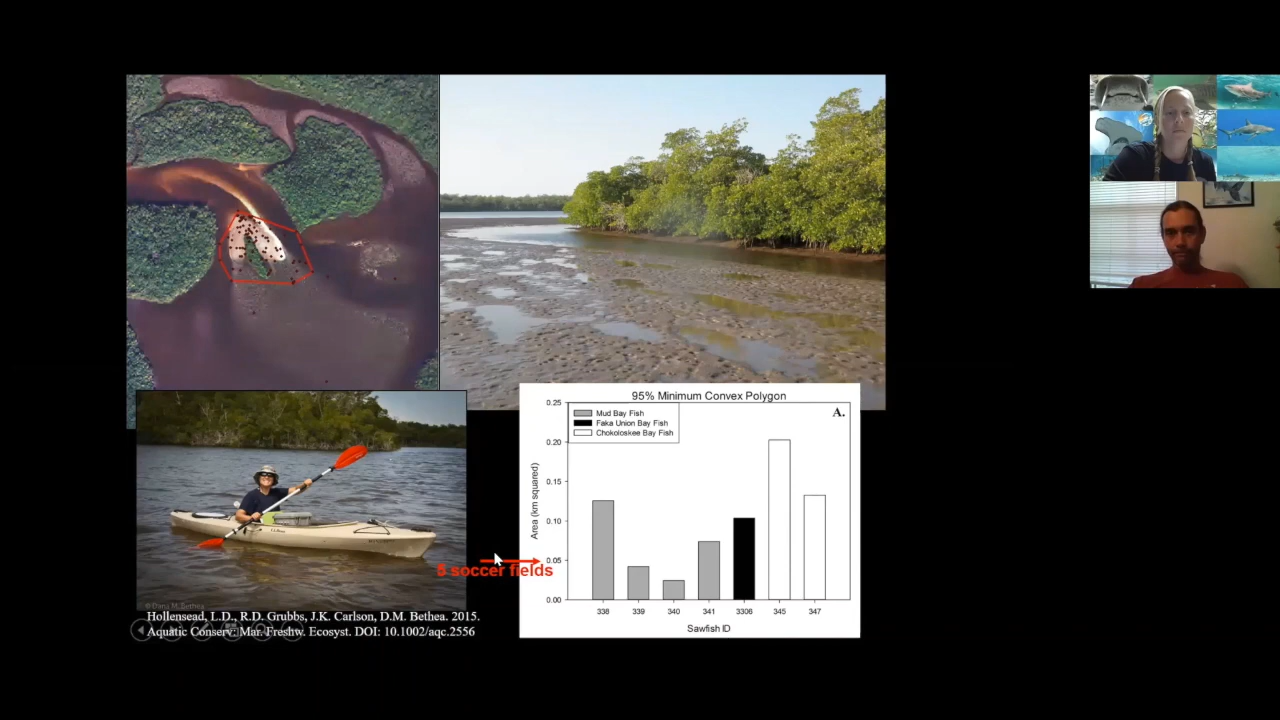 95% Minimum Convex Polygon
A.
Mud Bay Fish
Faka Union Bay Fish
Chokoloskee Bay Fish
Area (km squared)
0.25
0.20
0.15
0.10
0.05
0.00
338 339 340 341 3306 345 347
Sawfish ID
5 soccer fields
© Dana M. Bethea
Hollensead, L.D., R.D. Grubbs, J.K. Carlson, D.M. Bethea. 2015.
Aquatic Conserv: Mar. Freshw. Ecosyst. DOI: 10.1002/aqc.2556